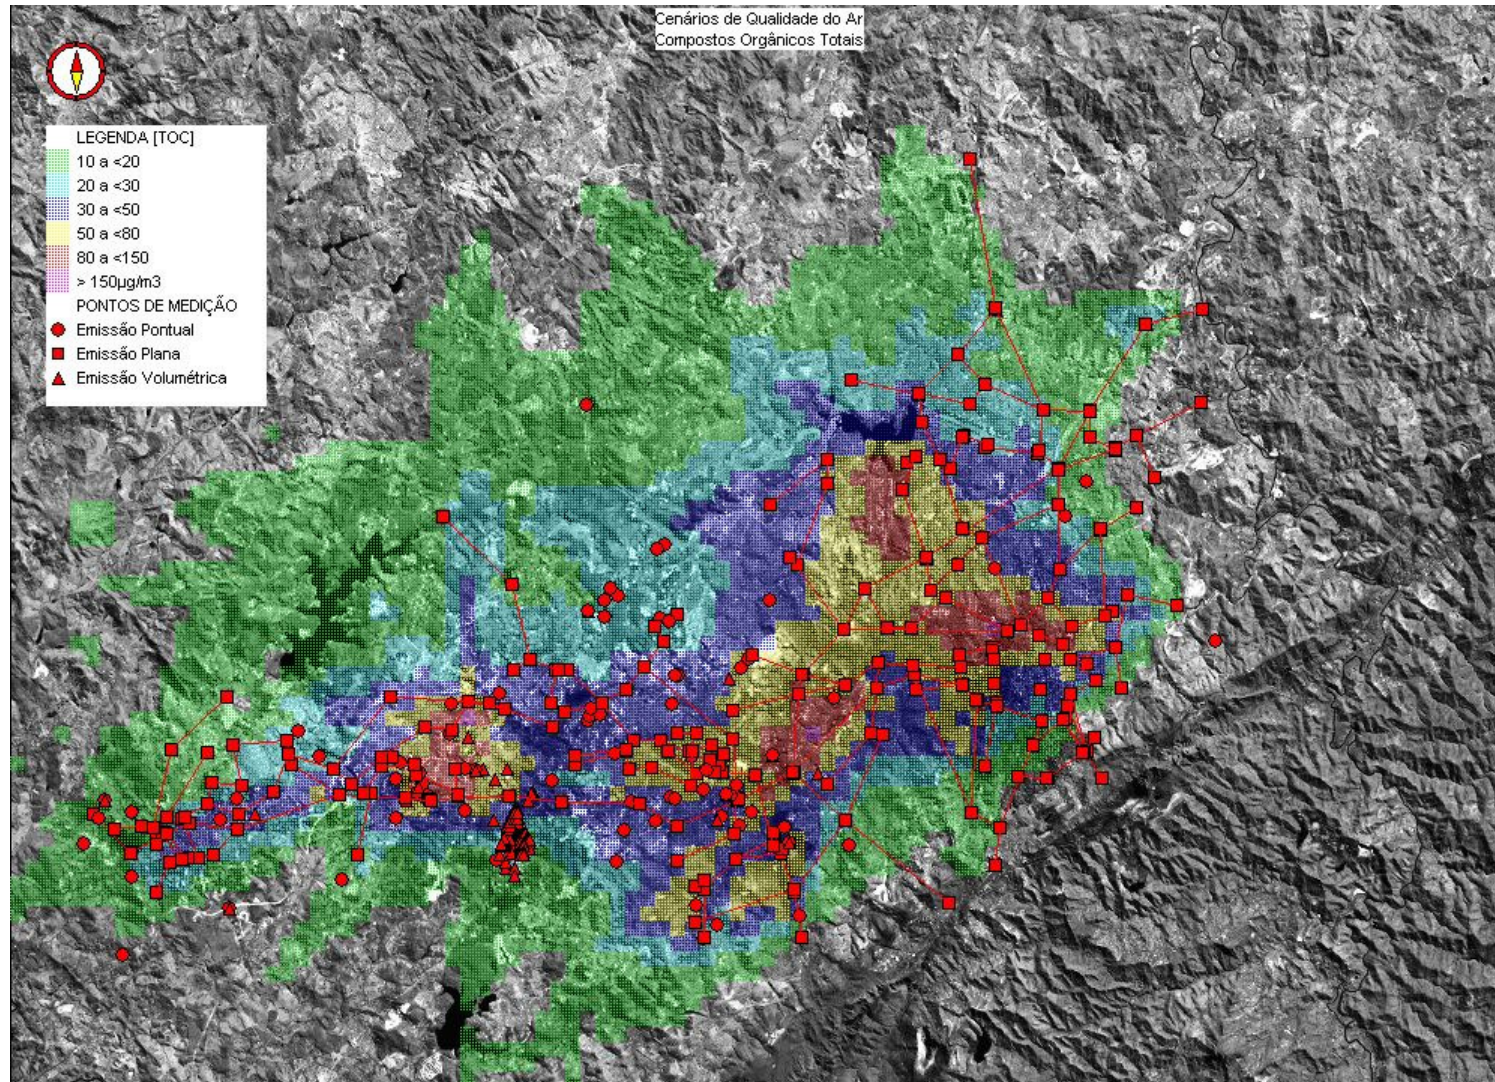 Cenários de Qualidade do Ar
Compostos Orgânicos Totais
LEGENDA [TOC]
10 a <20
20 a <30
30 a <50
50 a <80
80 a <150
> 150µg/m3
PONTOS DE MEDIÇÃO
Emissão Pontual
Emissão Plana
Emissão Volumétrica